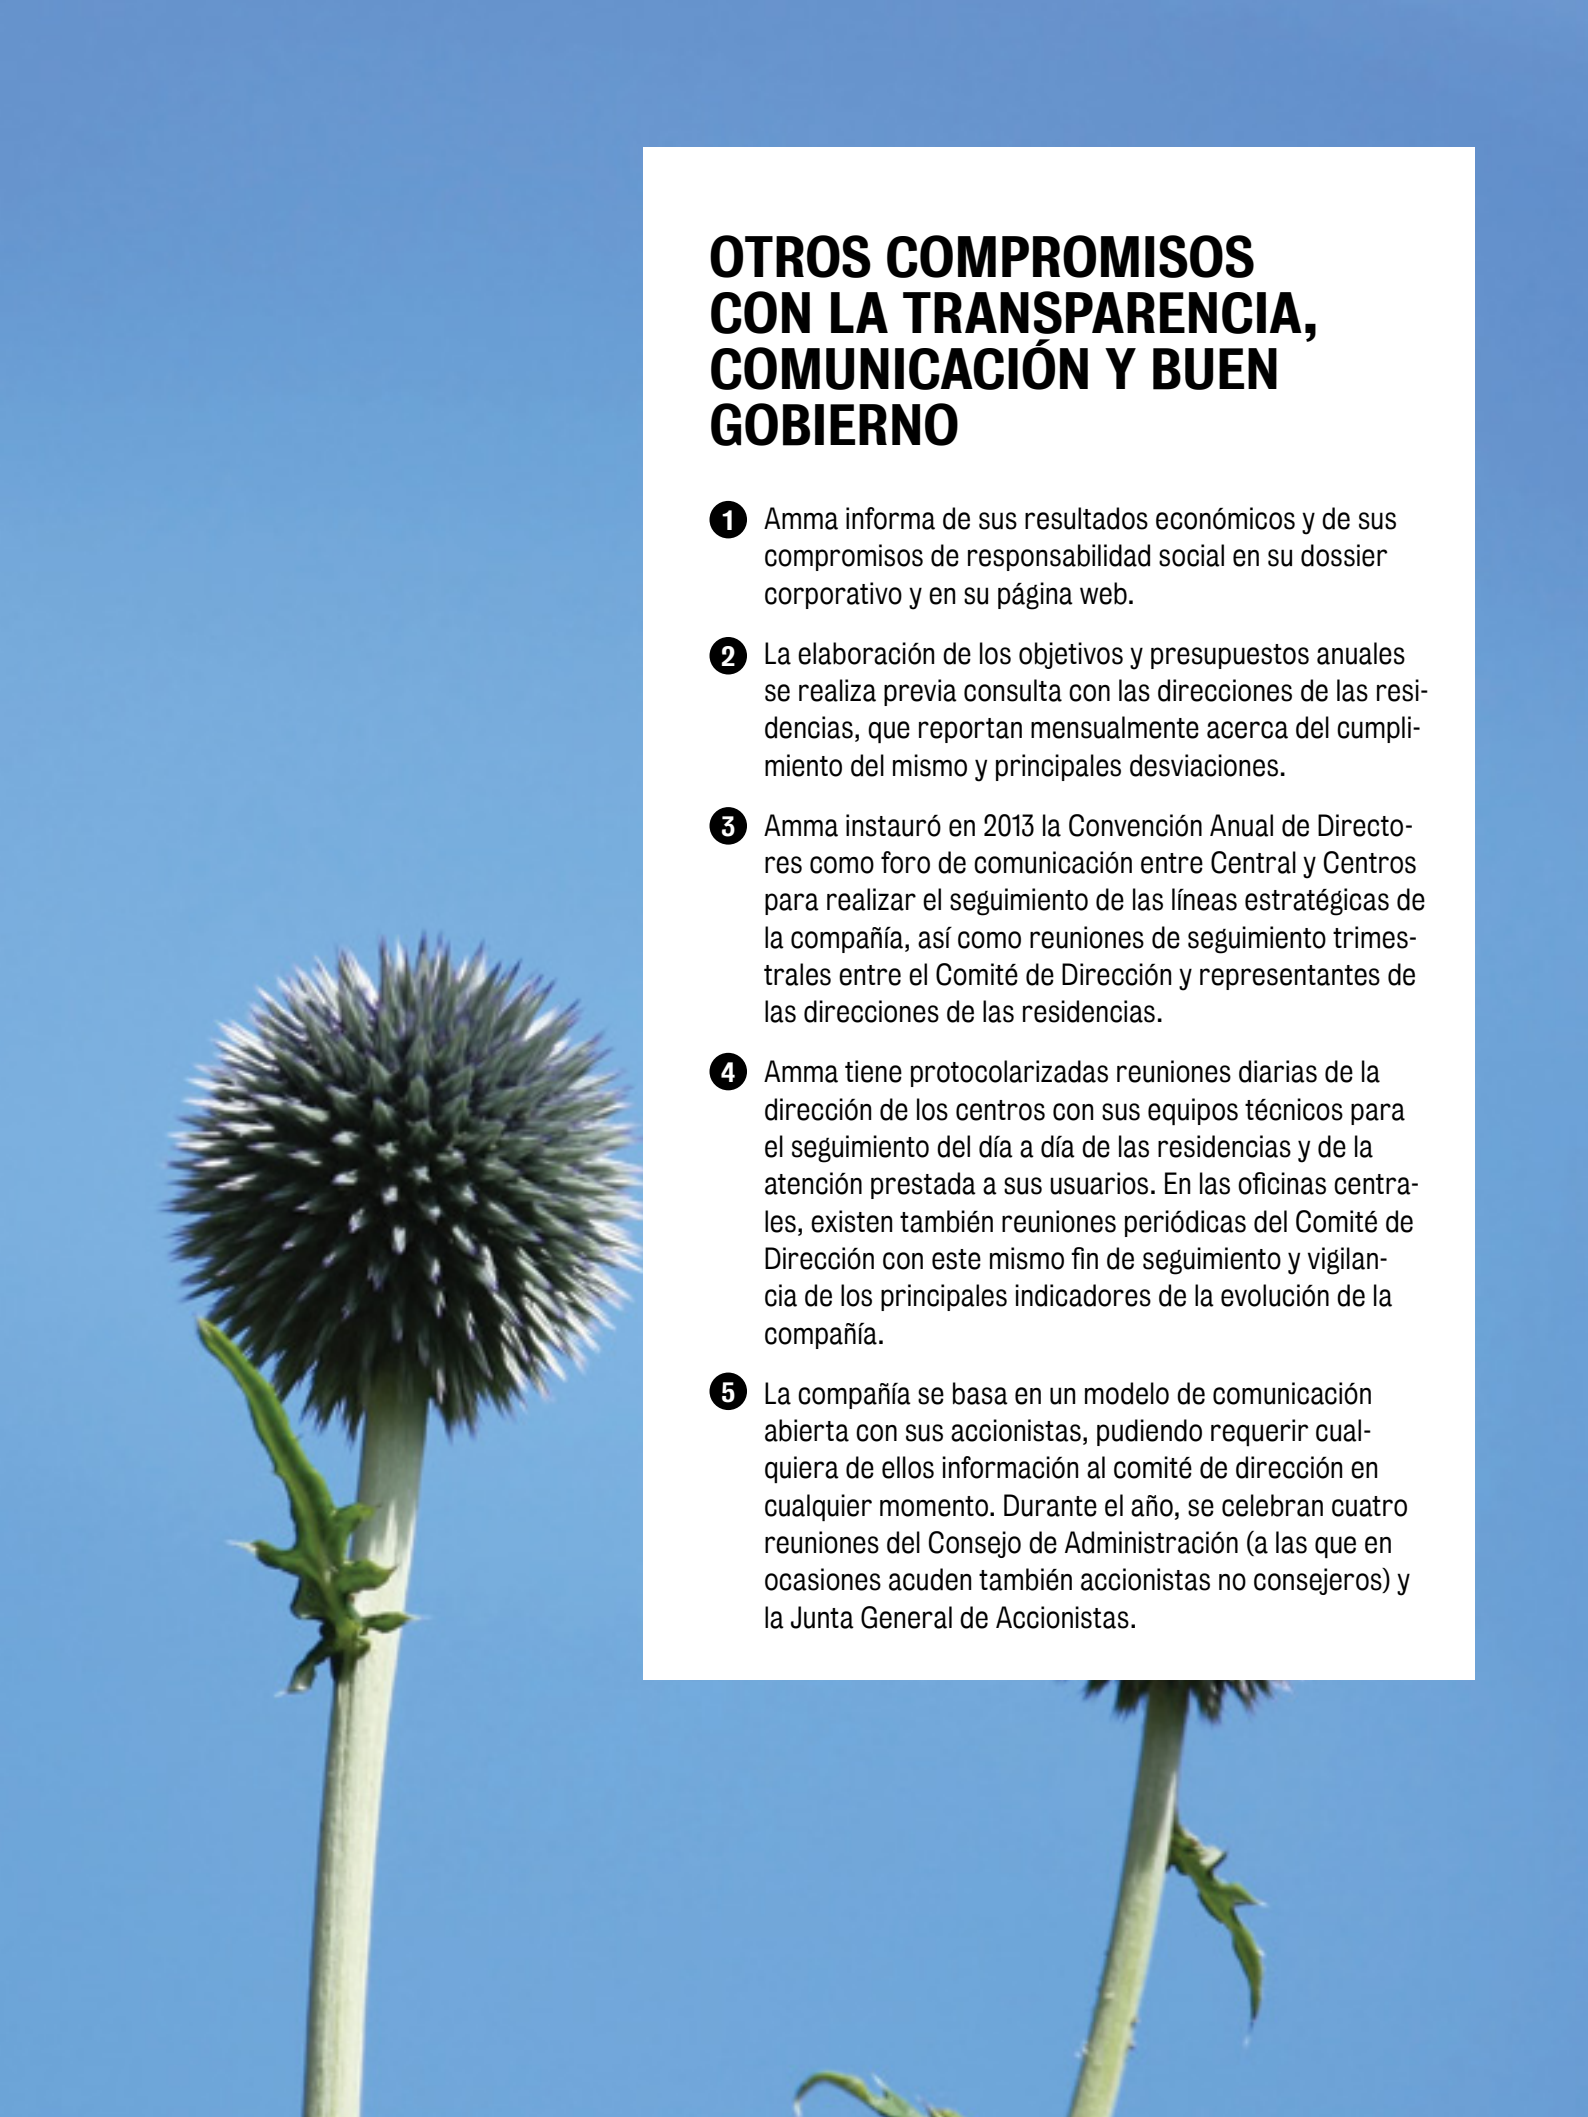 OTROS COMPROMISOS
CON LA TRANSPARENCIA,
COMUNICACIÓN Y BUEN
GOBIERNO
1 Amma informa de sus resultados económicos y de sus
compromisos de responsabilidad social en su dossier
corporativo y en su página web.
2 La elaboración de los objetivos y presupuestos anuales
se realiza previa consulta con las direcciones de las resi-
dencias, que reportan mensualmente acerca del cumpli-
miento del mismo y principales desviaciones.
3 Amma instauró en 2013 la Convención Anual de Directo-
res como foro de comunicación entre Central y Centros
para realizar el seguimiento de las líneas estratégicas de
la compañía, así como reuniones de seguimiento trimes-
trales entre el Comité de Dirección y representantes de
las direcciones de las residencias.
4 Amma tiene protocolarizadas reuniones diarias de la
dirección de los centros con sus equipos técnicos para
el seguimiento del día a día de las residencias y de la
atención prestada a sus usuarios. En las oficinas centra-
les, existen también reuniones periódicas del Comité de
Dirección con este mismo fin de seguimiento y vigilan-
cia de los principales indicadores de la evolución de la
compañía.
5 La compañía se basa en un modelo de comunicación
abierta con sus accionistas, pudiendo requerir cual-
quiera de ellos información al comité de dirección en
cualquier momento. Durante el año, se celebran cuatro
reuniones del Consejo de Administración (a las que en
ocasiones acuden también accionistas no consejeros) y
la Junta General de Accionistas.